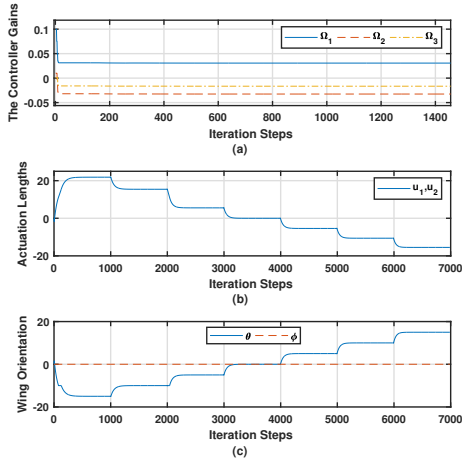 The Controller Gains
0.1
0.05
0
-0.05
Ω1 Ω2 Ω3
0 200 400 600 800 1000 1200 1400
Iteration Steps
(a)
Actuation Lengths
20
0
-20
u1,u2
0 1000 2000 3000 4000 5000 6000 7000
Iteration Steps
(b)
Wing Orientation
20
0
-20
θ ϕ
0 1000 2000 3000 4000 5000 6000 7000
Iteration Steps
(c)